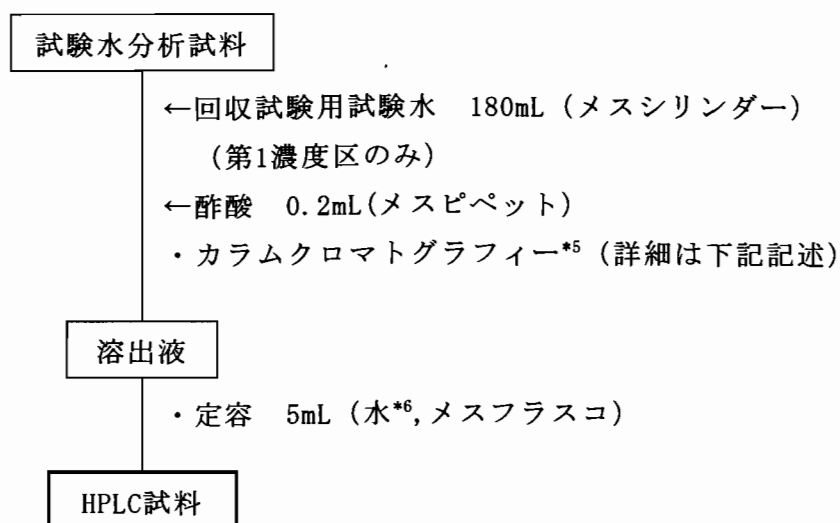 試験水分析試料
←回収試験用試験水　180mL（メスシリンダー）
（第1濃度区のみ）
←酢酸　0.2mL(メスピペット)
・カラムクロマトグラフィー*5（詳細は下記記述）
溶出液
・定容　5mL（水*6,メスフラスコ）
HPLC試料